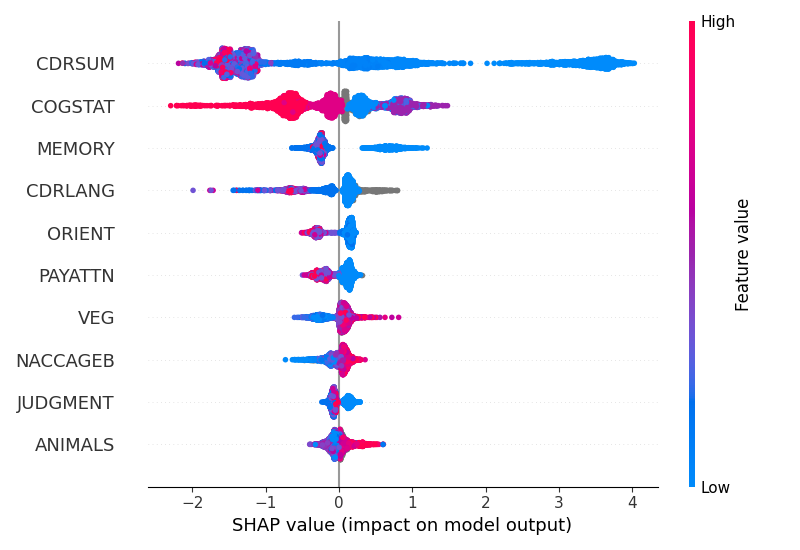 High
CDRSUM
COGSTAT
MEMORY
CDRLANG
ORIENT
PAYATTN
VEG
NACCAGEB
JUDGMENT
ANIMALS
Feature value
Low
−2 −1 0 1 2 3 4
SHAP value (impact on model output)